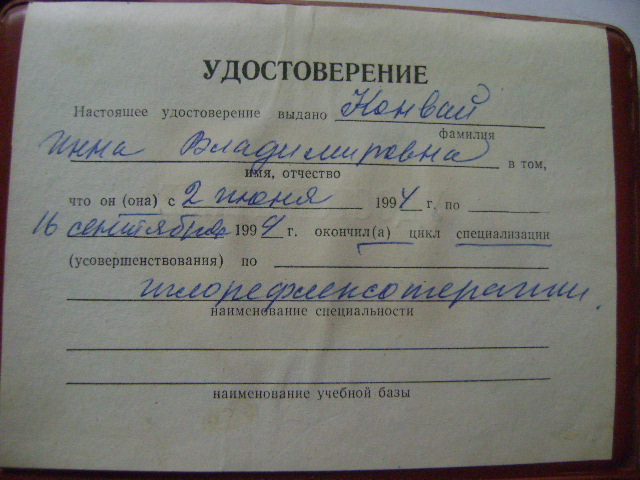 УДОСТОВЕРЕНИЕ
Настоящее удостоверение выдано Конвай
фамилия
Инна Владимировна в том,
имя, отчество
что он (она) с 2 июня 1994 г. по
16 сентября 1994 г. окончил(а) цикл специализации
(усовершенствования) по
иглорефлексотерапии.
наименование специальности
наименование учебной базы